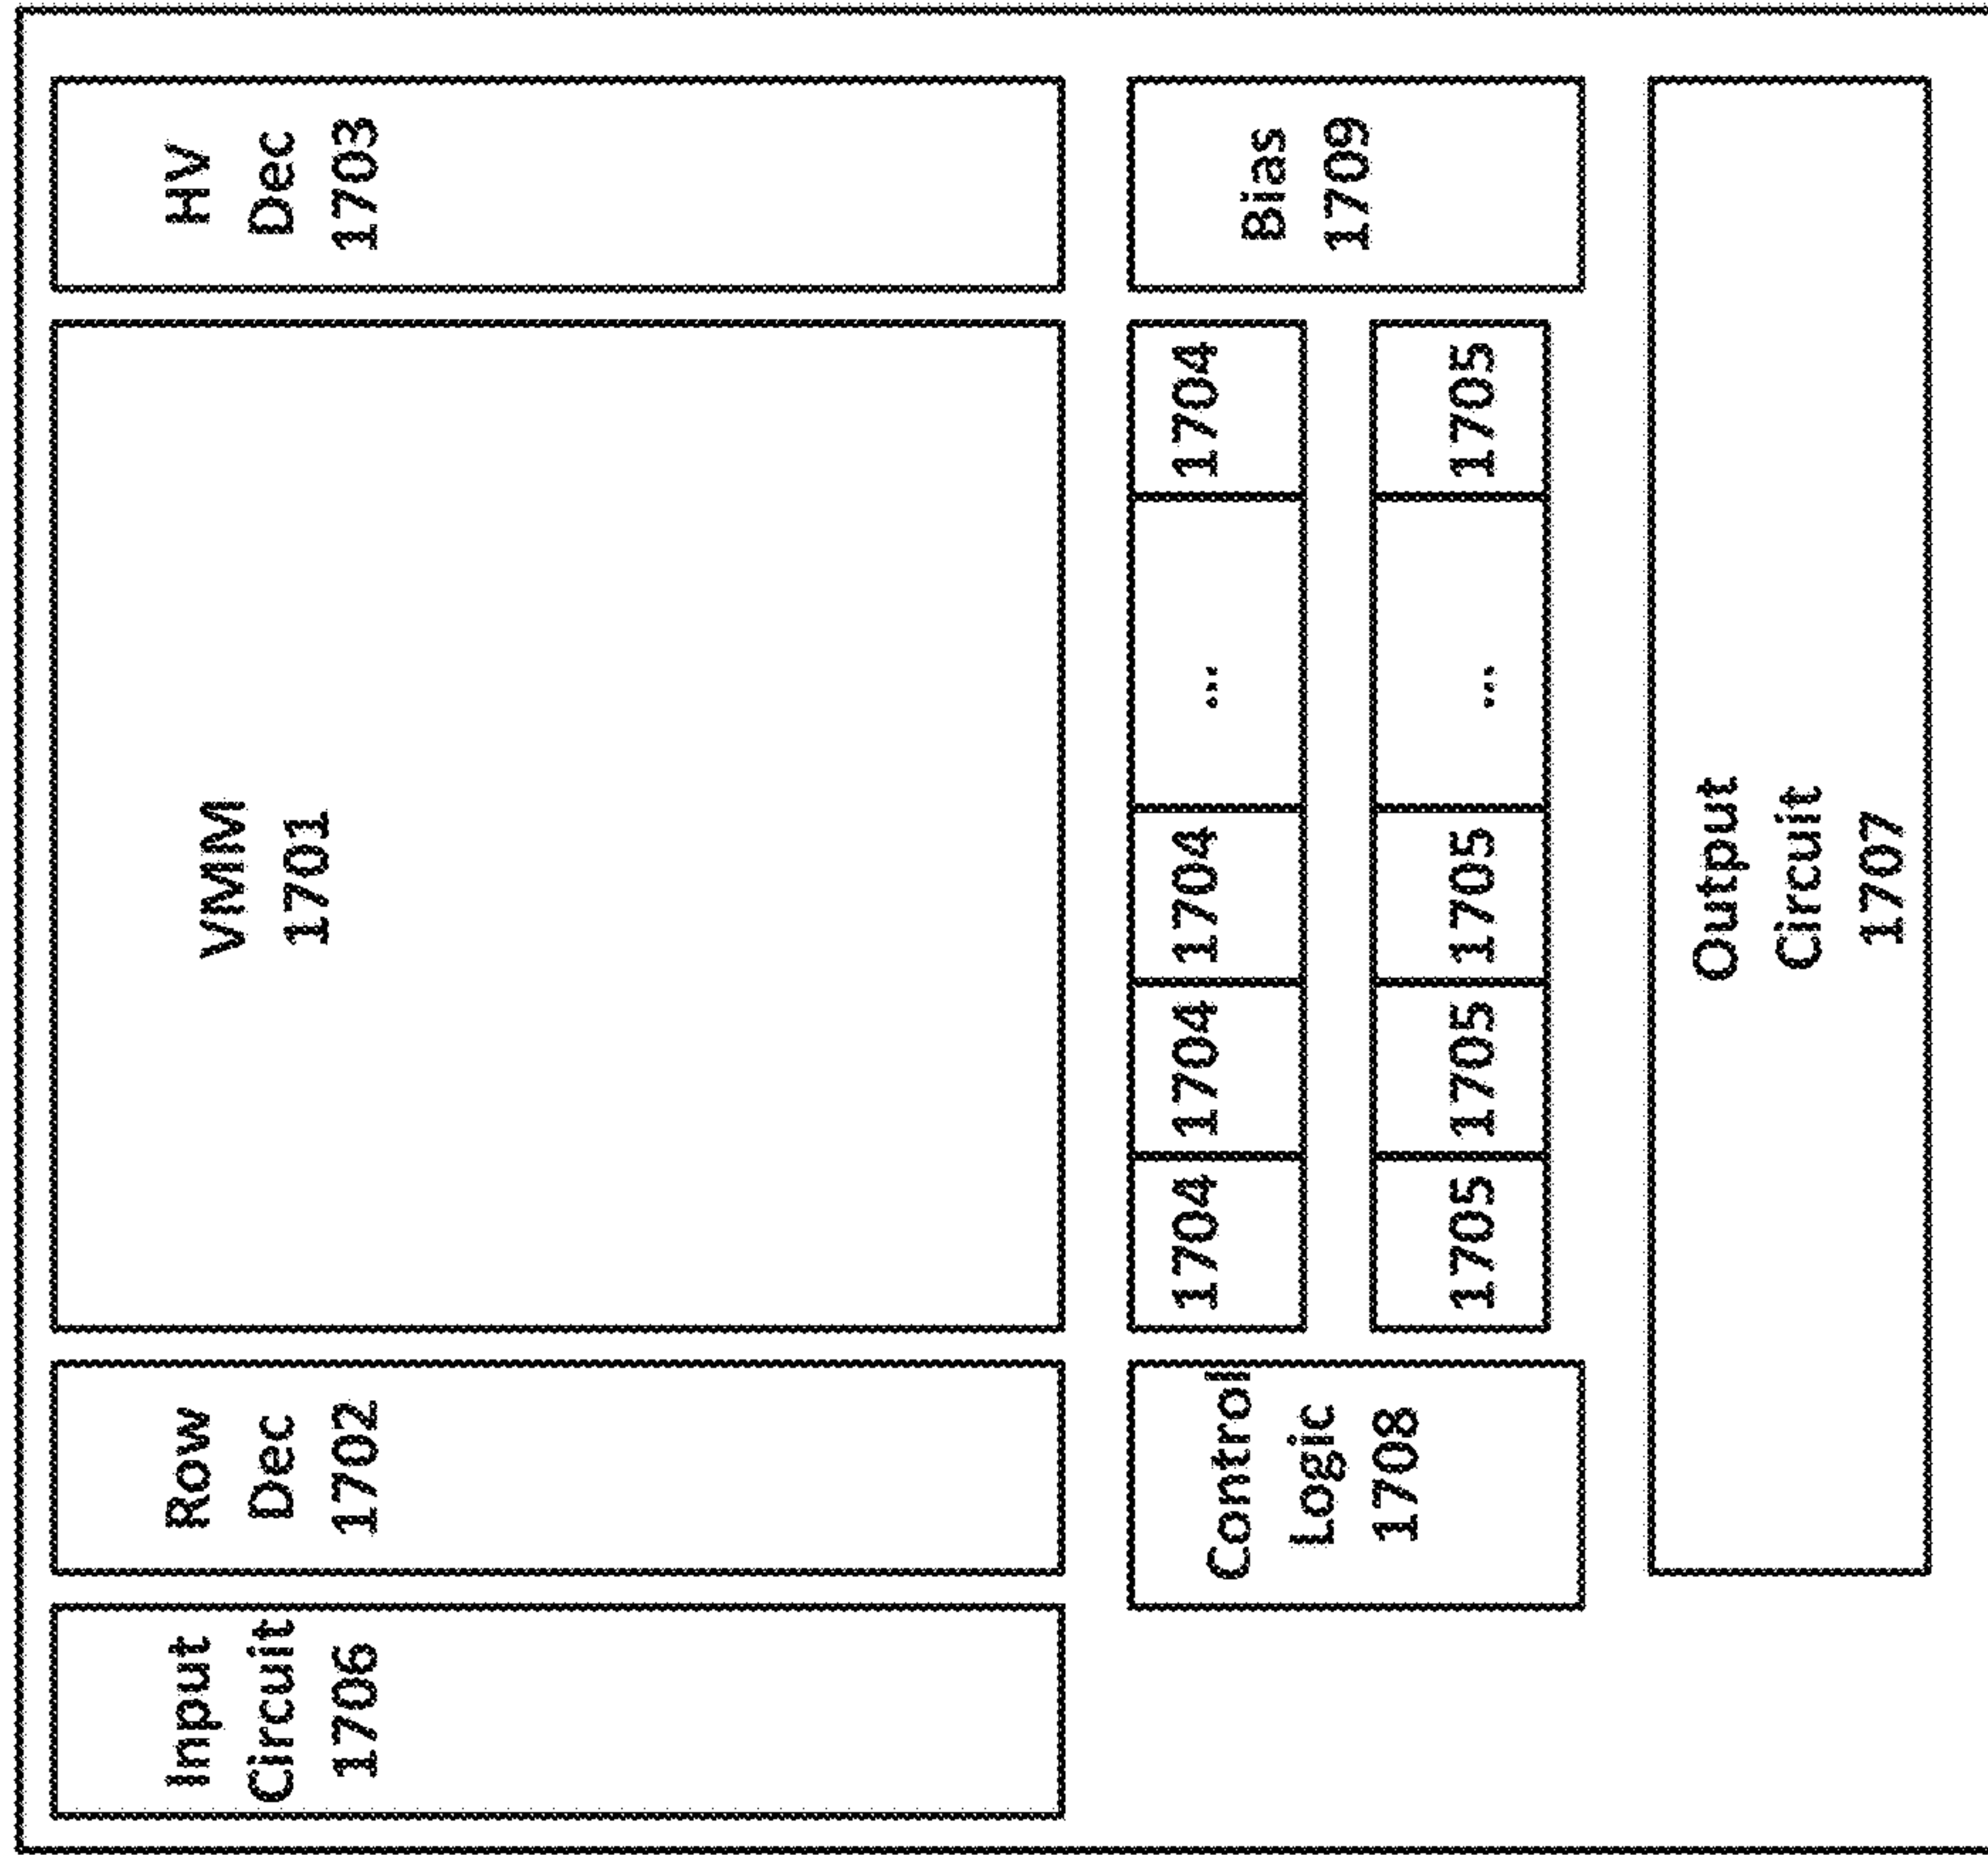 Input
Circuit
1706
Row
Dec
1702
VMM
1701
HV
Dec
1703
Control
Logic
1708
1704 1704 1704 ... 1704
1705 1705 1705 ... 1705
Bias
1709
Output
Circuit
1707